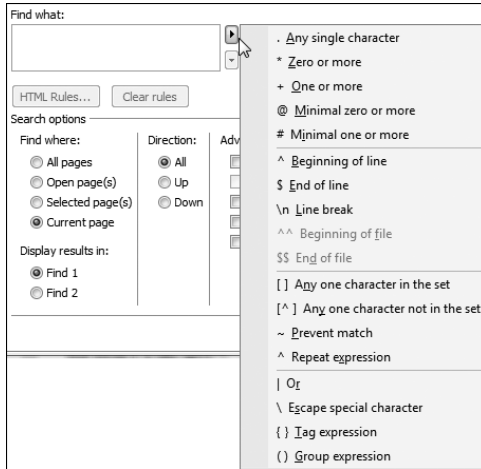 Find what:
HTML Rules... Clear rules
Search options
Find where: Direction: Adv
All pages All
Open page(s) Up
Selected page(s) Down
Current page
Display results in:
Find 1
Find 2
. Any single character
* Zero or more
+ One or more
@ Minimal zero or more
# Minimal one or more
^ Beginning of line
$ End of line
\n Line break
^^ Beginning of file
$$ End of file
[ ] Any one character in the set
[^ ] Any one character not in the set
~ Prevent match
^ Repeat expression
| Or
\ Escape special character
{ } Tag expression
( ) Group expression